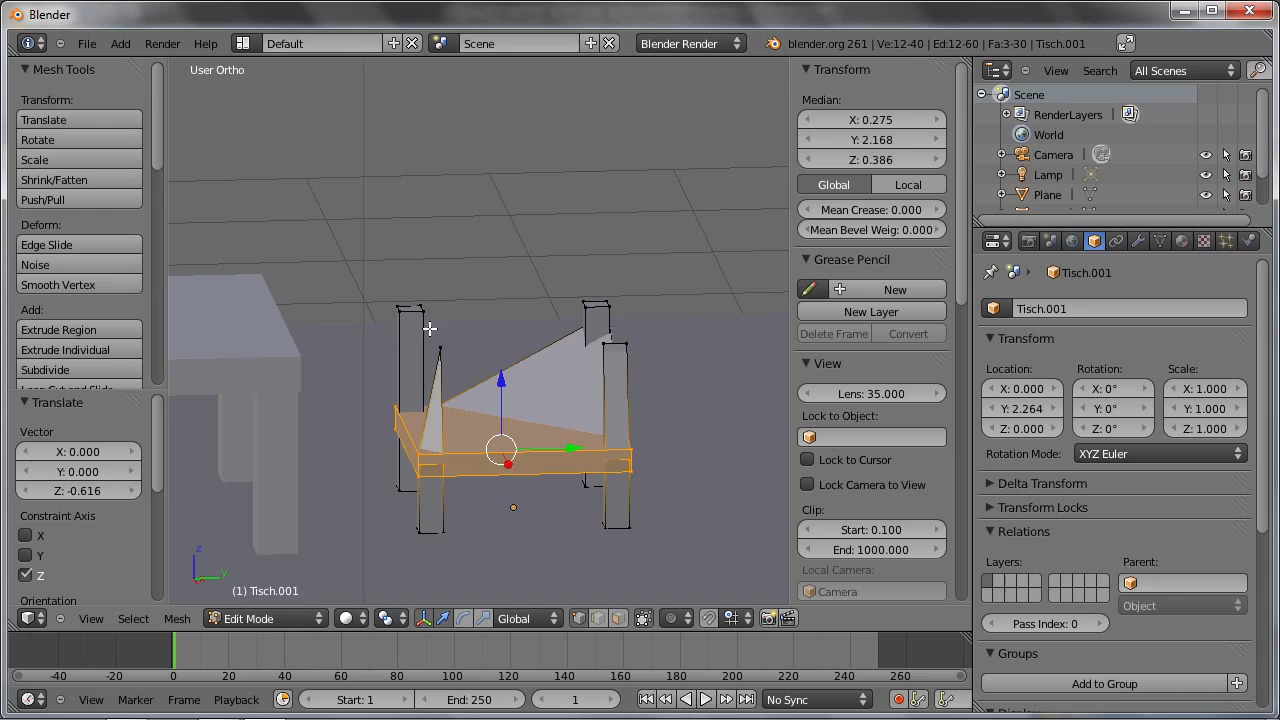 Blender
File Add Render Help Default Scene Blender Render blender.org 261 | Ve:12-40 | Ed:12-60 | Fa:3-30 | Tisch.001
Mesh Tools
Transform:
Translate
Rotate
Scale
Shrink/Fatten
Push/Pull
Deform:
Edge Slide
Noise
Smooth Vertex
Add:
Extrude Region
Extrude Individual
Subdivide
Translate
Vector
X: 0.000
Y: 0.000
Z: -0.616
Constraint Axis
X
Y
Z
Orientation
User Ortho
z
y
(1) Tisch.001
Transform
Median:
X: 0.275
Y: 2.168
Z: 0.386
Global Local
Mean Crease: 0.000
Mean Bevel Weig: 0.000
Grease Pencil
New
New Layer
Delete Frame Convert
View
Lens: 35.000
Lock to Object:
Lock to Cursor
Lock Camera to View
Clip:
Start: 0.100
End: 1000.000
Local Camera:
Camera
View Select Mesh Edit Mode Global
-40 -20 0 20 40 60 80 100 120 140 160 180 200 220 240 260
View Marker Frame Playback Start: 1 End: 250 1 No Sync
View Search All Scenes
Scene
RenderLayers |
World
Camera |
Lamp |
Plane |
Tisch.001
Tisch.001
Transform
Location: Rotation: Scale:
X: 0.000 X: 0° X: 1.000
Y: 2.264 Y: 0° Y: 1.000
Z: 0.000 Z: 0° Z: 1.000
Rotation Mode: XYZ Euler
Delta Transform
Transform Locks
Relations
Layers: Parent:
Object
Pass Index: 0
Groups
Add to Group